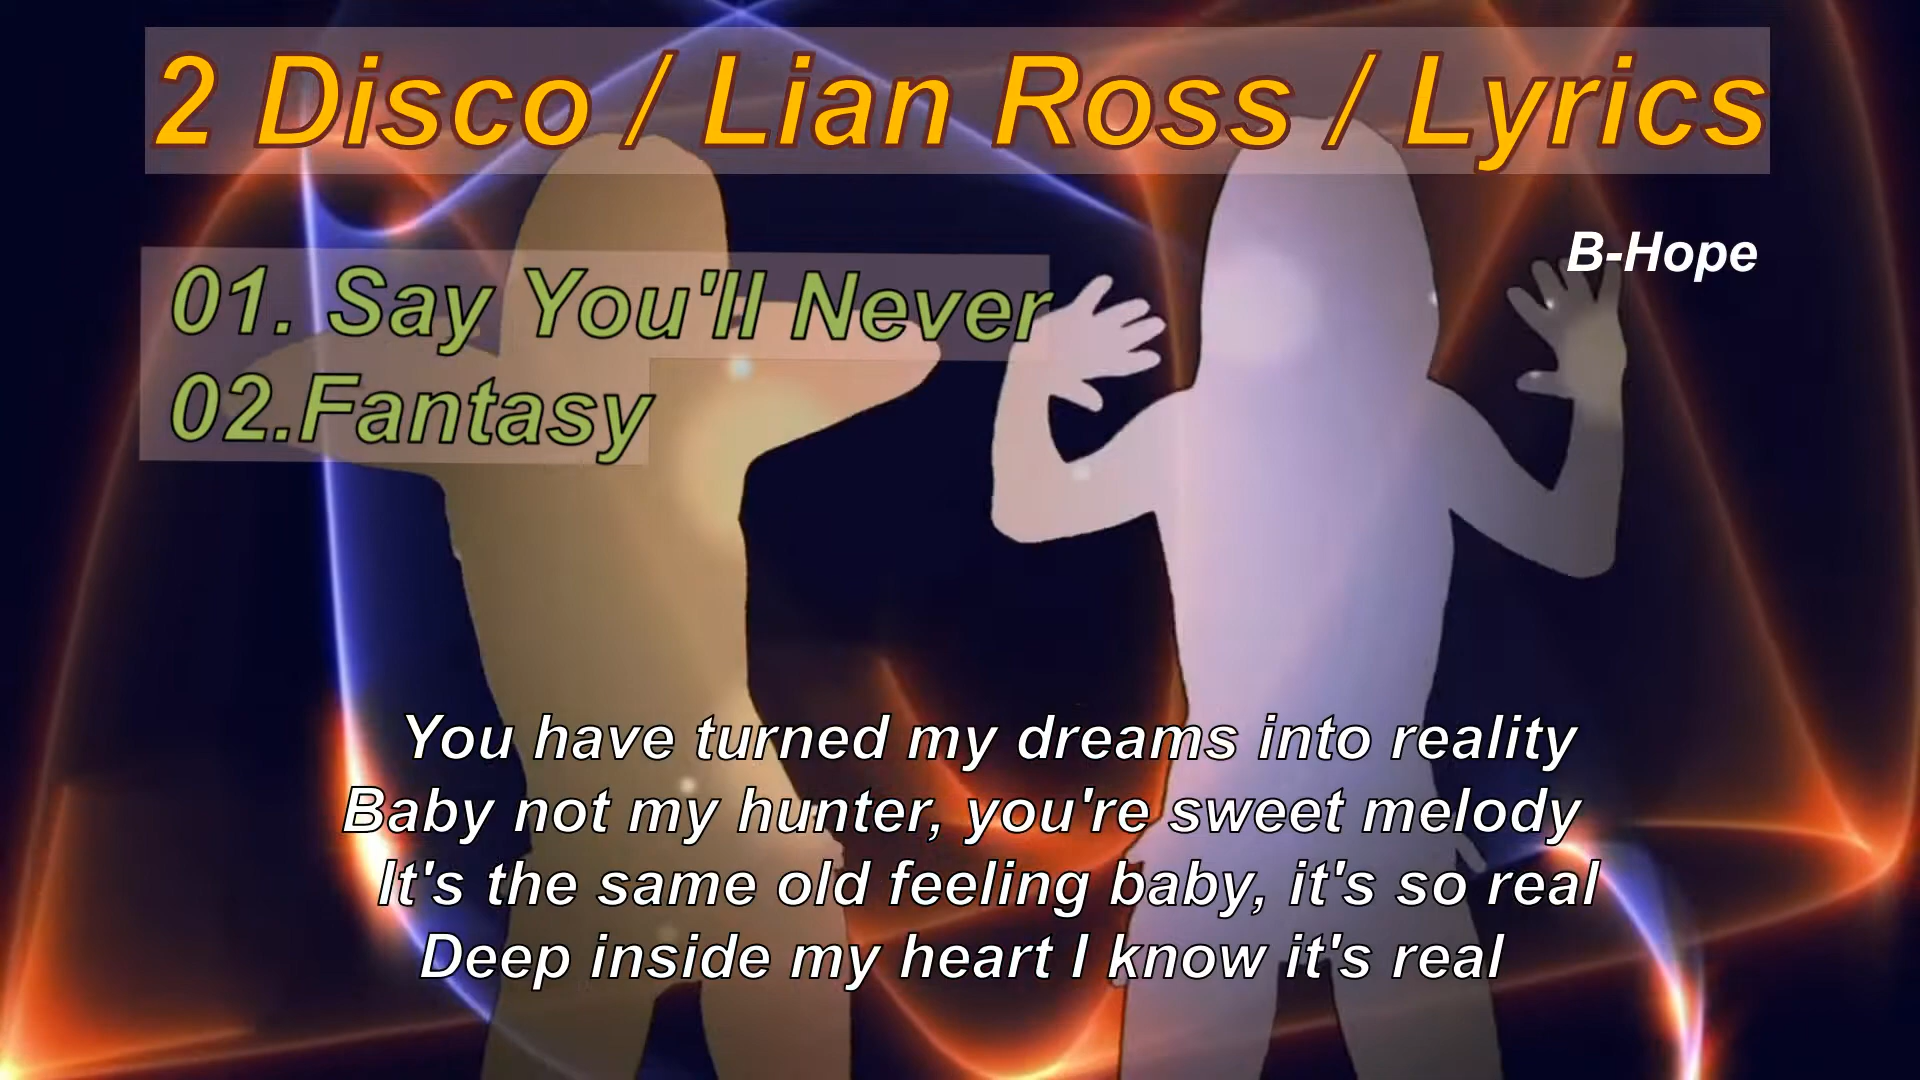 2 Disco / Lian Ross / Lyrics
B-Hope
01. Say You'll Never
02.Fantasy
You have turned my dreams into reality
Baby not my hunter, you're sweet melody
It's the same old feeling baby, it's so real
Deep inside my heart I know it's real